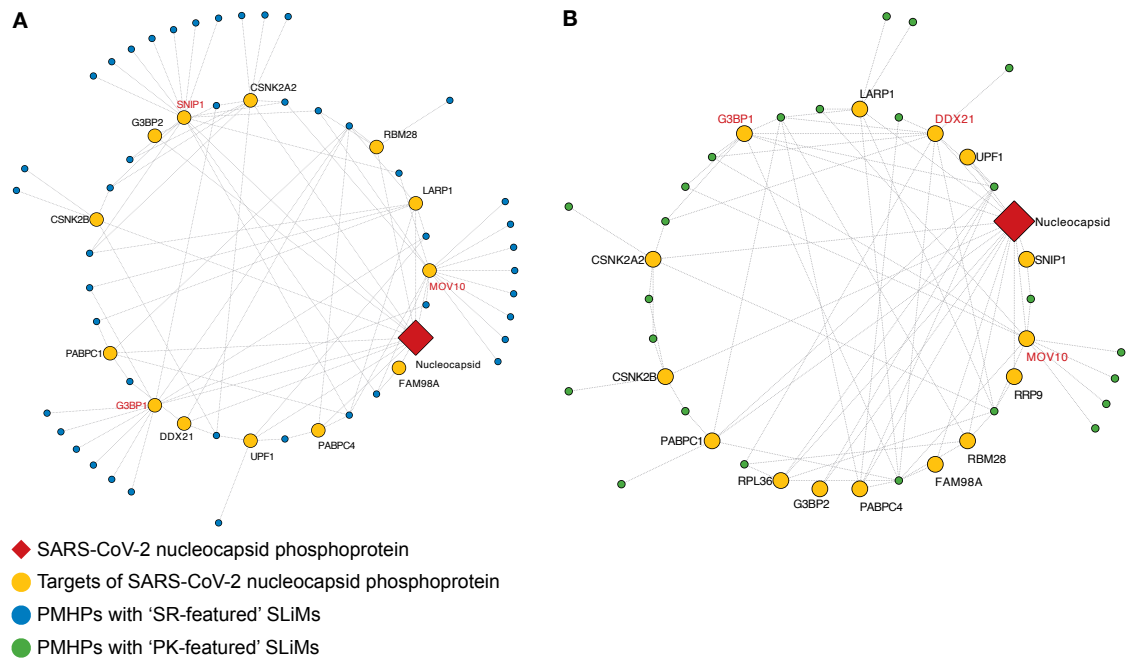 A
B
CSNK2A2
SNIP1
G3BP2
RBM28
LARP1
CSNK2B
MOV10
Nucleocapsid
PABPC1
FAM98A
G3BP1
DDX21
UPF1
PABPC4
LARP1
G3BP1
DDX21
UPF1
Nucleocapsid
CSNK2A2
SNIP1
MOV10
CSNK2B
RRP9
PABPC1
RBM28
FAM98A
RPL36
G3BP2
PABPC4
SARS-CoV-2 nucleocapsid phosphoprotein
Targets of SARS-CoV-2 nucleocapsid phosphoprotein
PMHPs with ‘SR-featured’ SLiMs
PMHPs with ‘PK-featured’ SLiMs